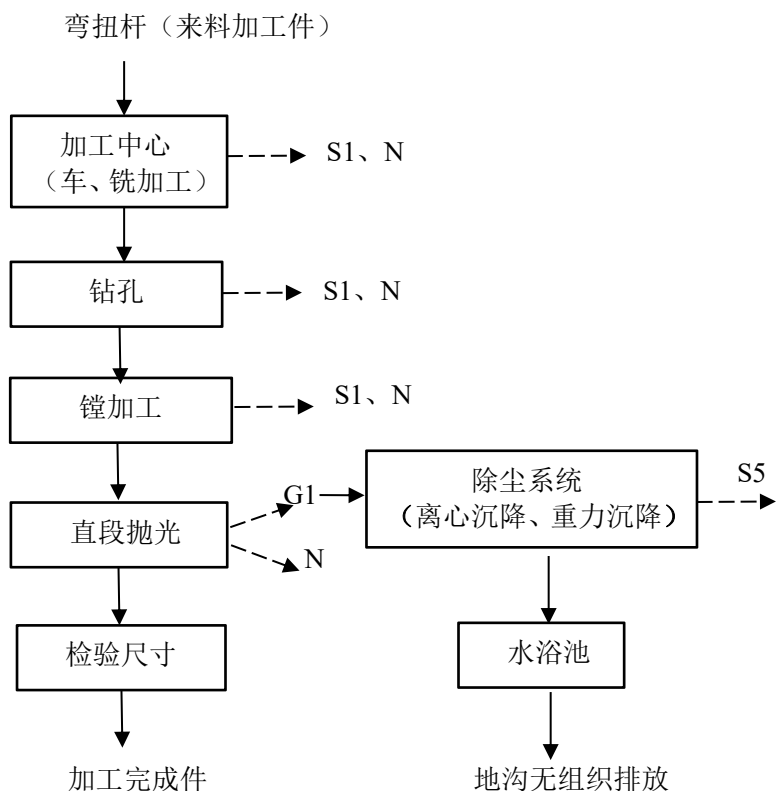 弯扭杆（来料加工件）
加工中心
（车、铣加工）
S1、N
钻孔
S1、N
镗加工
S1、N
直段抛光
G1
N
除尘系统
（离心沉降、重力沉降）
S5
检验尺寸
水浴池
加工完成件
地沟无组织排放